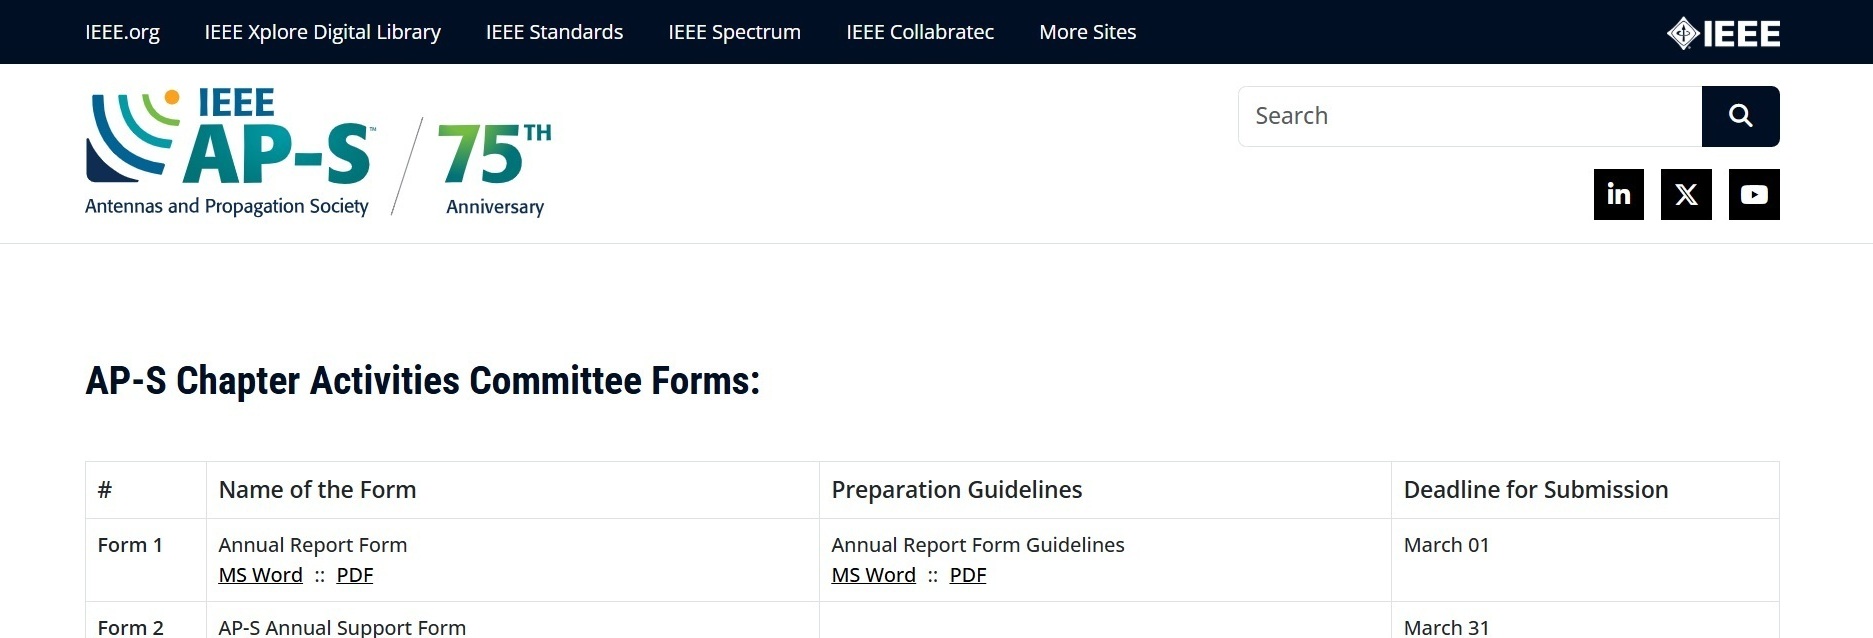 IEEE.org IEEE Xplore Digital Library IEEE Standards IEEE Spectrum IEEE Collabratec More Sites IEEE
IEEE
AP-S™ 75TH
Antennas and Propagation Society Anniversary
Search
in X
AP-S Chapter Activities Committee Forms:
# Name of the Form Preparation Guidelines Deadline for Submission
Form 1 Annual Report Form Annual Report Form Guidelines March 01
MS Word :: PDF MS Word :: PDF
Form 2 AP-S Annual Support Form March 31